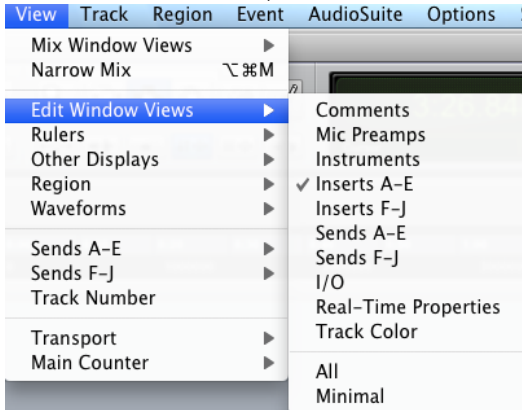 View Track Region Event AudioSuite Options
Mix Window Views
Narrow Mix ⌥⌘M
Edit Window Views
Rulers
Other Displays
Region
Waveforms
Sends A-E
Sends F-J
Track Number
Transport
Main Counter
Comments
Mic Preamps
Instruments
✓ Inserts A-E
Inserts F-J
Sends A-E
Sends F-J
I/O
Real-Time Properties
Track Color
All
Minimal